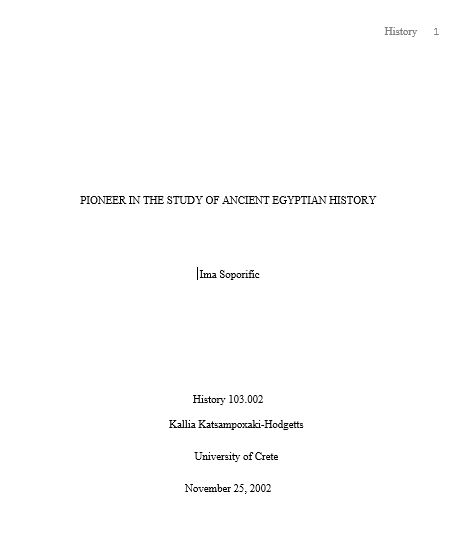 History 1
PIONEER IN THE STUDY OF ANCIENT EGYPTIAN HISTORY
Ima Soporific
History 103.002
Kallia Katsampoxaki-Hodgetts
University of Crete
November 25, 2002